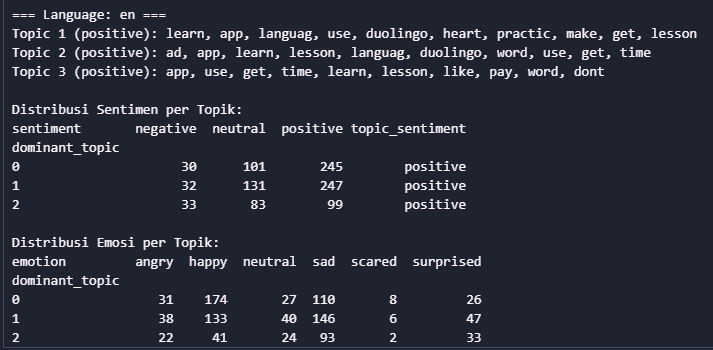 === Language: en ===
Topic 1 (positive): learn, app, languag, use, duolingo, heart, practic, make, get, lesson
Topic 2 (positive): ad, app, learn, lesson, languag, duolingo, word, use, get, time
Topic 3 (positive): app, use, get, time, learn, lesson, like, pay, word, dont
Distribusi Sentimen per Topik:
sentiment negative neutral positive topic_sentiment
dominant_topic
0 30 101 245 positive
1 32 131 247 positive
2 33 83 99 positive
Distribusi Emosi per Topik:
emotion angry happy neutral sad scared surprised
dominant_topic
0 31 174 27 110 8 26
1 38 133 40 146 6 47
2 22 41 24 93 2 33